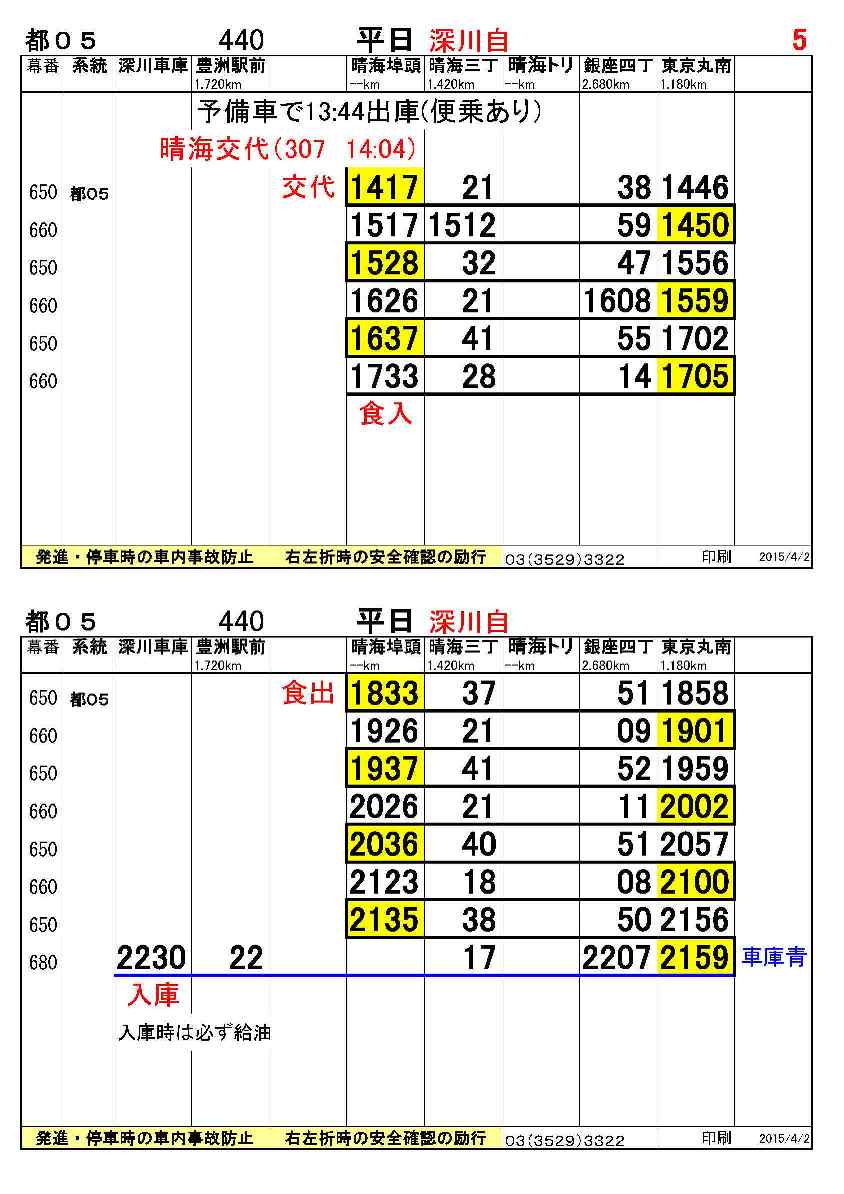 都０５ 440 平日 深川自 5
幕番 系統 深川車庫 豊洲駅前 晴海埠頭 晴海三丁 晴海トリ 銀座四丁 東京丸南
1.720km --km 1.420km --km 2.680km 1.180km
予備車で13:44出庫(便乗あり)
晴海交代(307 14:04)
650 都05 交代 1417 21 38 1446
660 1517 1512 59 1450
650 1528 32 47 1556
660 1626 21 1608 1559
650 1637 41 55 1702
660 1733 28 14 1705
食入
発進・停車時の車内事故防止 右左折時の安全確認の励行 03(3529)3322 印刷 2015/4/2
都０５ 440 平日 深川自
幕番 系統 深川車庫 豊洲駅前 晴海埠頭 晴海三丁 晴海トリ 銀座四丁 東京丸南
1.720km --km 1.420km --km 2.680km 1.180km
650 都05 食出 1833 37 51 1858
660 1926 21 09 1901
650 1937 41 52 1959
660 2026 21 11 2002
650 2036 40 51 2057
660 2123 18 08 2100
650 2135 38 50 2156
680 2230 22 17 2207 2159 車庫青
入庫
入庫時は必ず給油
発進・停車時の車内事故防止 右左折時の安全確認の励行 03(3529)3322 印刷 2015/4/2